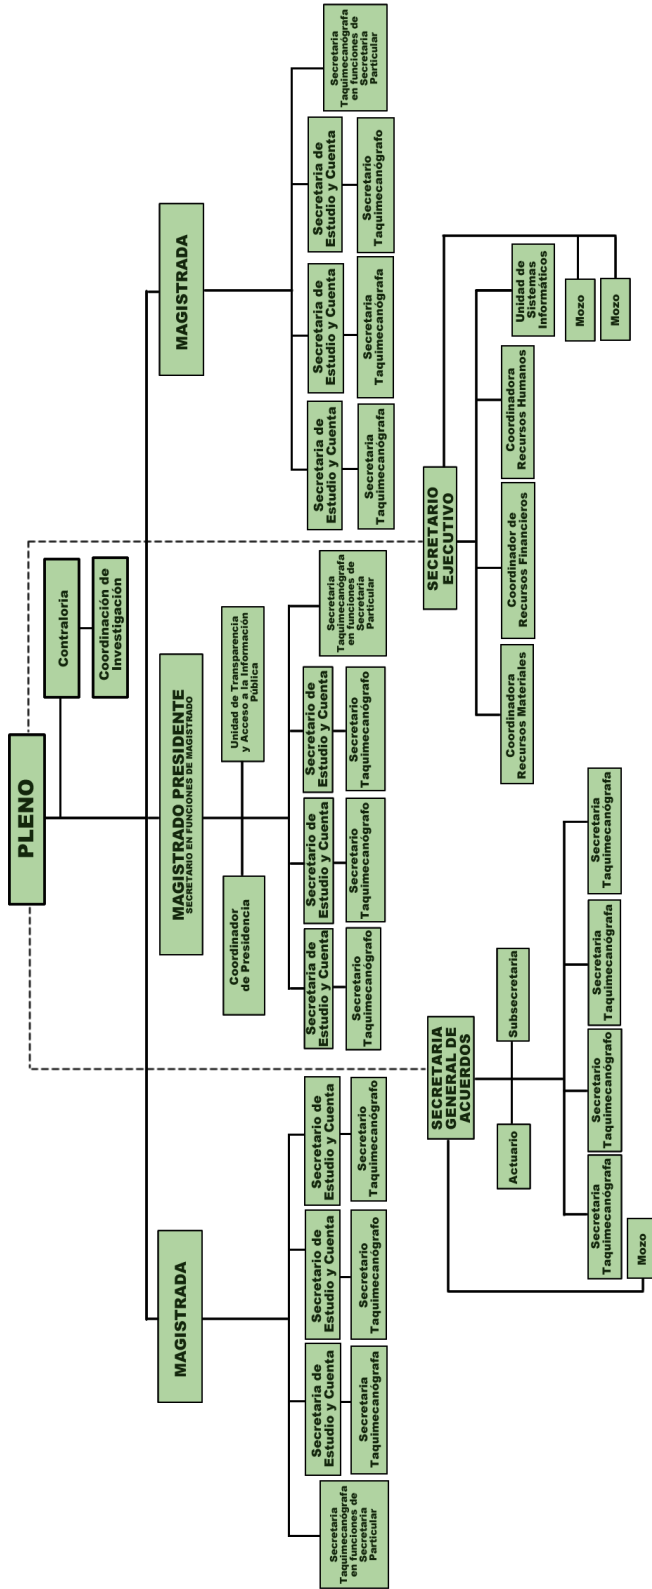 PLENO
Contraloria
Coordinación de
Investigación
MAGISTRADA
MAGISTRADO PRESIDENTE
SECRETARIO EN FUNCIONES DE MAGISTRADO
MAGISTRADA
Coordinador
de Presidencia
Unidad de Transparencia
y Acceso a la Información
Pública
Secretaria
Taquimecanógrafa
en funciones de
Secretaria
Particular
Secretaria de
Estudio y Cuenta
Secretaria
Taquimecanógrafa
Secretario de
Estudio y Cuenta
Secretario
Taquimecanógrafo
Secretario de
Estudio y Cuenta
Secretario
Taquimecanógrafo
Secretaria de
Estudio y Cuenta
Secretario
Taquimecanógrafo
Secretario de
Estudio y Cuenta
Secretario
Taquimecanógrafo
Secretario de
Estudio y Cuenta
Secretario
Taquimecanógrafo
Secretaria
Taquimecanógrafa
en funciones de
Secretaria
Particular
Secretaria de
Estudio y Cuenta
Secretaria
Taquimecanógrafa
Secretaria de
Estudio y Cuenta
Secretaria
Taquimecanógrafa
Secretaria de
Estudio y Cuenta
Secretario
Taquimecanógrafo
Secretaria
Taquimecanógrafa
en funciones de
Secretaria
Particular
SECRETARIA
GENERAL DE
ACUERDOS
Actuario
Subsecretaria
Secretaria
Taquimecanógrafa
Secretario
Taquimecanógrafo
Secretaria
Taquimecanógrafa
Secretaria
Taquimecanógrafa
Mozo
SECRETARIO
EJECUTIVO
Coordinadora
Recursos Materiales
Coordinador de
Recursos Financieros
Coordinadora
Recursos Humanos
Unidad de
Sistemas
Informáticos
Mozo
Mozo